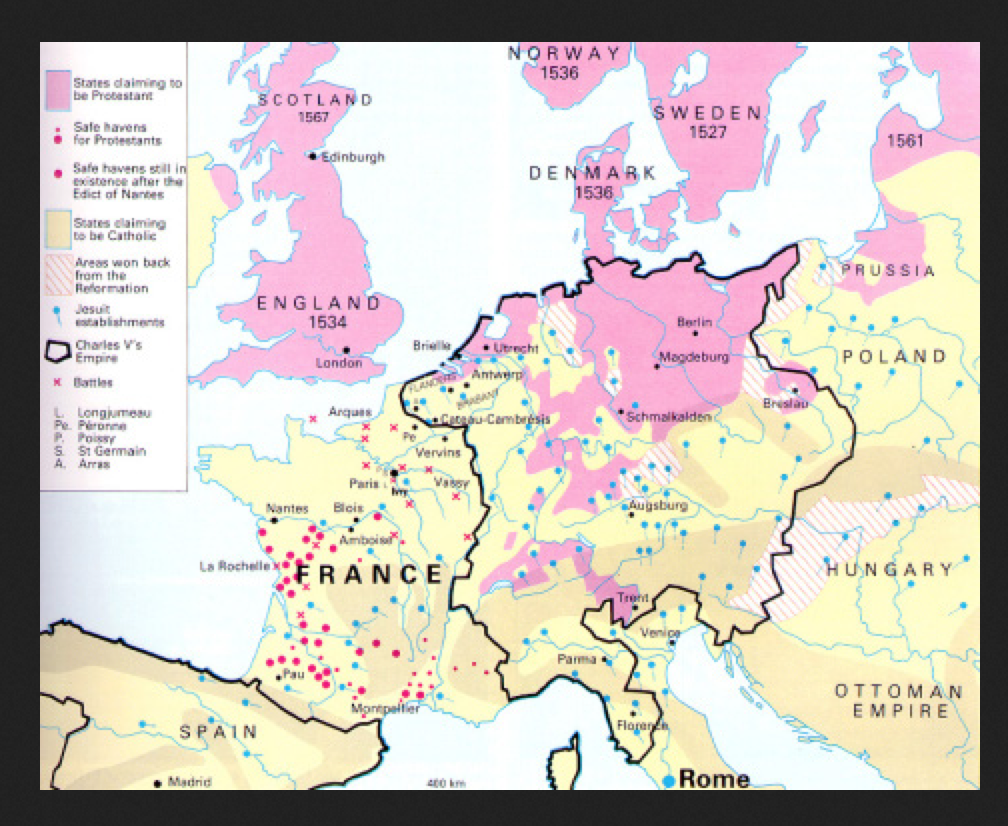 States claiming to
be Protestant
Safe havens
for Protestants
Safe havens still in
existence after the
Edict of Nantes
States claiming
to be Catholic
Areas won back
from the
Reformation
Jesuit
establishments
Charles V's
Empire
Battles
L. Longjumeau
Pe. Péronne
P. Poissy
S. St Germain
A. Arras
NORWAY
1536
SCOTLAND
1567
SWEDEN
1527
1561
Edinburgh
DENMARK
1536
PRUSSIA
ENGLAND
1534
London
Berlin
Brielle
Utrecht
Magdeburg
POLAND
Antwerp
FLANDERS
BRABANT
Breslau
Arques
Cateau-Cambrésis
Schmalkalden
Pe
Vervins
Paris
Vassy
Ivry
Nantes
Blois
Augsburg
Amboise
La Rochelle
FRANCE
HUNGARY
Trent
Venice
Parma
Pau
OTTOMAN
EMPIRE
Montpellier
Florence
SPAIN
Madrid
400 km
Rome